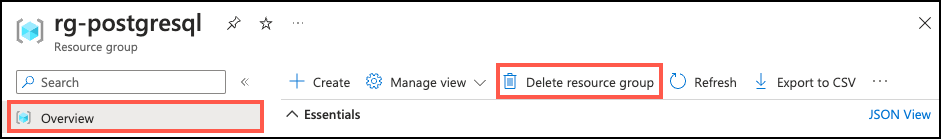 rg-postgresql
Resource group
Search
Overview
Create Manage view Delete resource group Refresh Export to CSV
Essentials JSON View